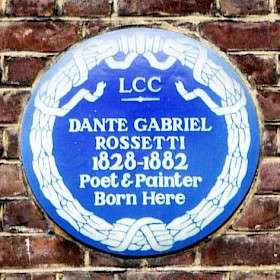 LCC
DANTE GABRIEL
ROSSETTI
1828-1882
Poet & Painter
Born Here